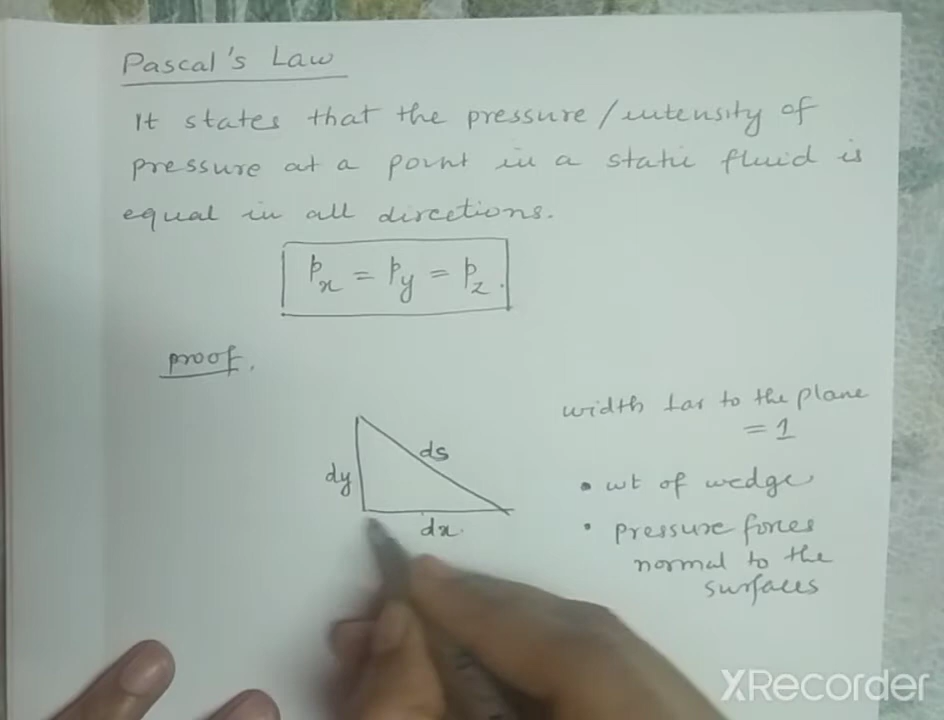 Pascal's Law
It states that the pressure / intensity of
pressure at a point in a static fluid is
equal in all directions.
px = py = pz.
proof.
width lar to the plane
= 1
dy
ds
dx.
• wt of wedge
• pressure forces
normal to the
surfaces
XRecorder